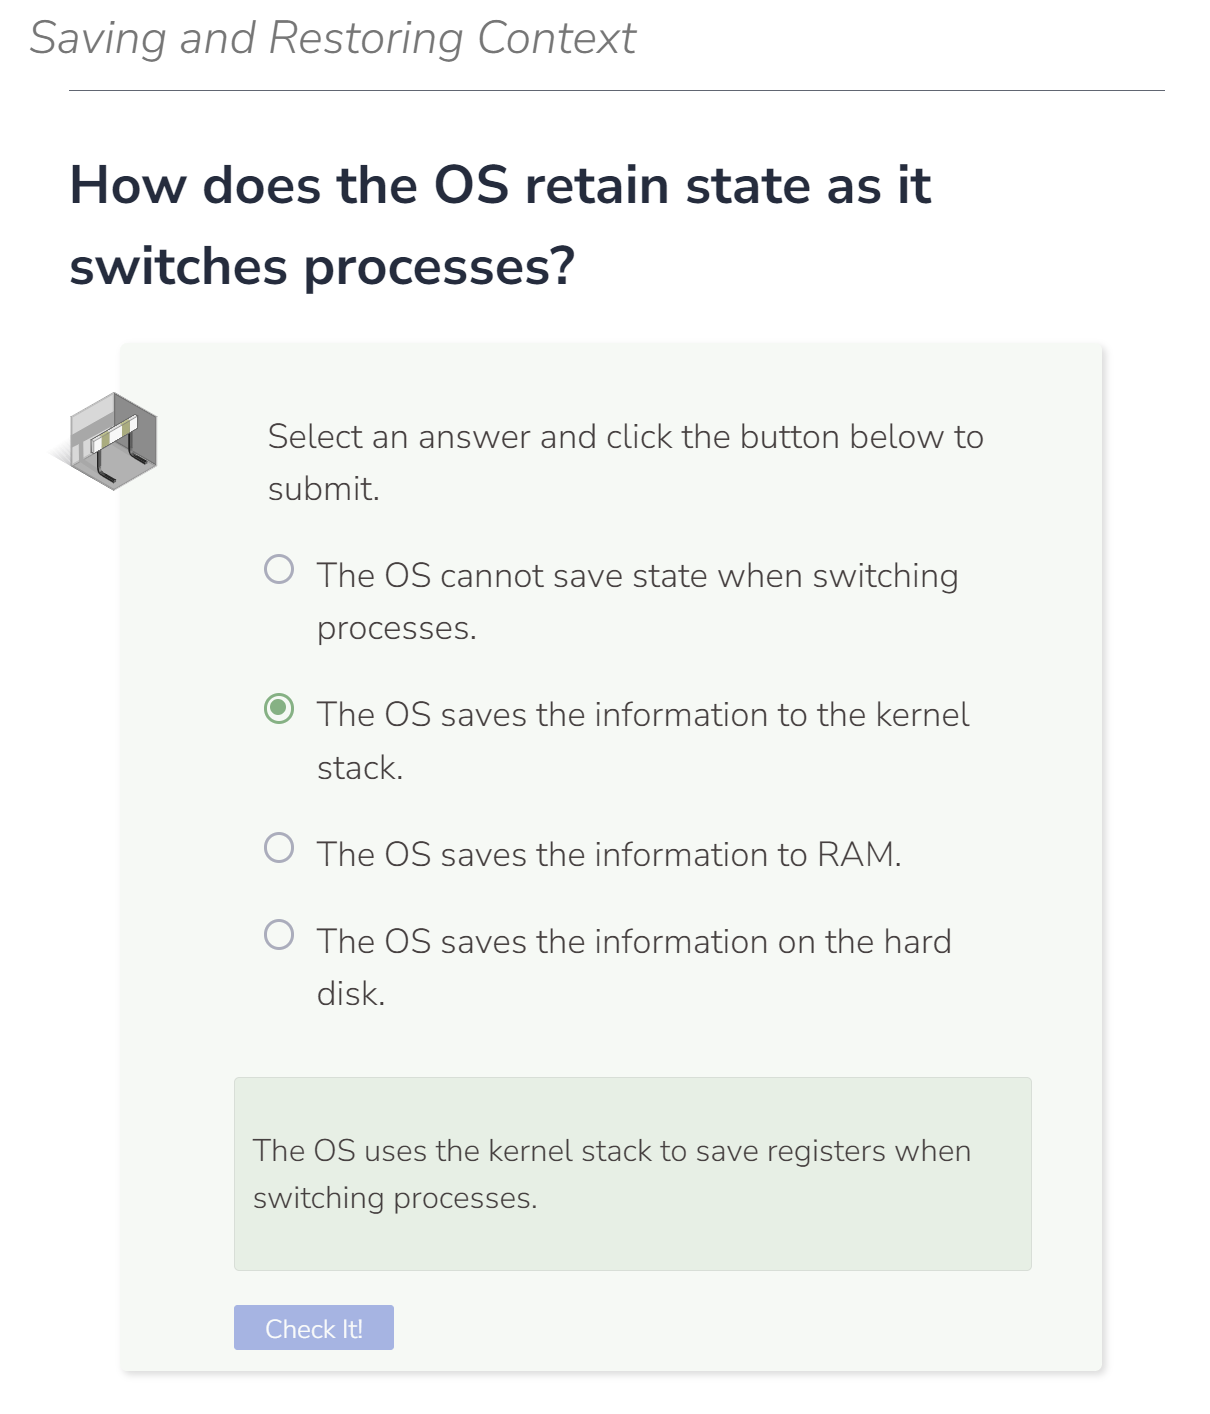 Saving and Restoring Context
How does the OS retain state as it
switches processes?
Select an answer and click the button below to
submit.
The OS cannot save state when switching
processes.
The OS saves the information to the kernel
stack.
The OS saves the information to RAM.
The OS saves the information on the hard
disk.
The OS uses the kernel stack to save registers when
switching processes.
Check It!